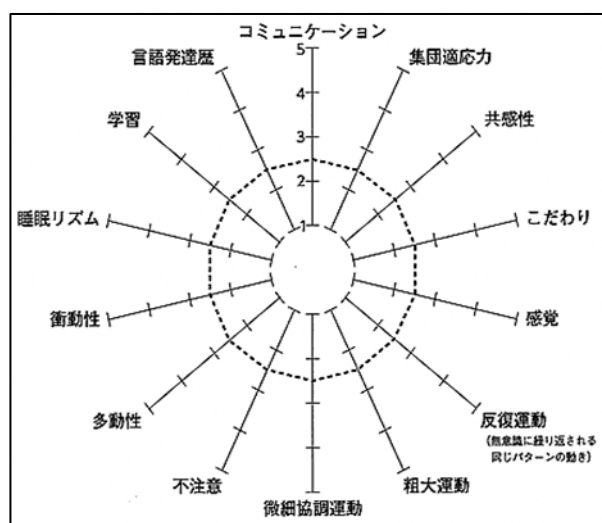 コミュニケーション
集団適応力
共感性
こだわり
感覚
反復運動
(無意識に繰り返される
同じパターンの動き)
粗大運動
微細協調運動
不注意
多動性
衝動性
睡眠リズム
学習
言語発達歴
5
4
3
2
1